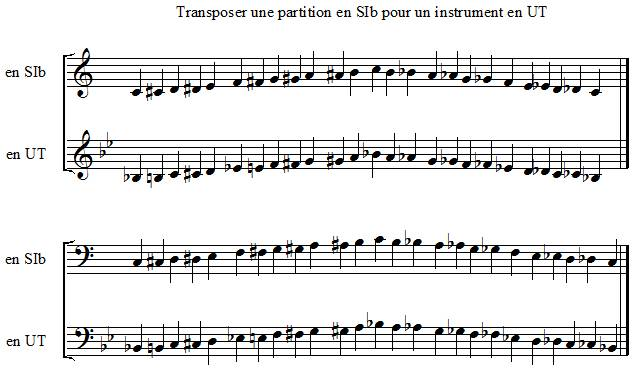 Transposer une partition en SIb pour un instrument en UT
en SIb
en UT
en SIb
en UT